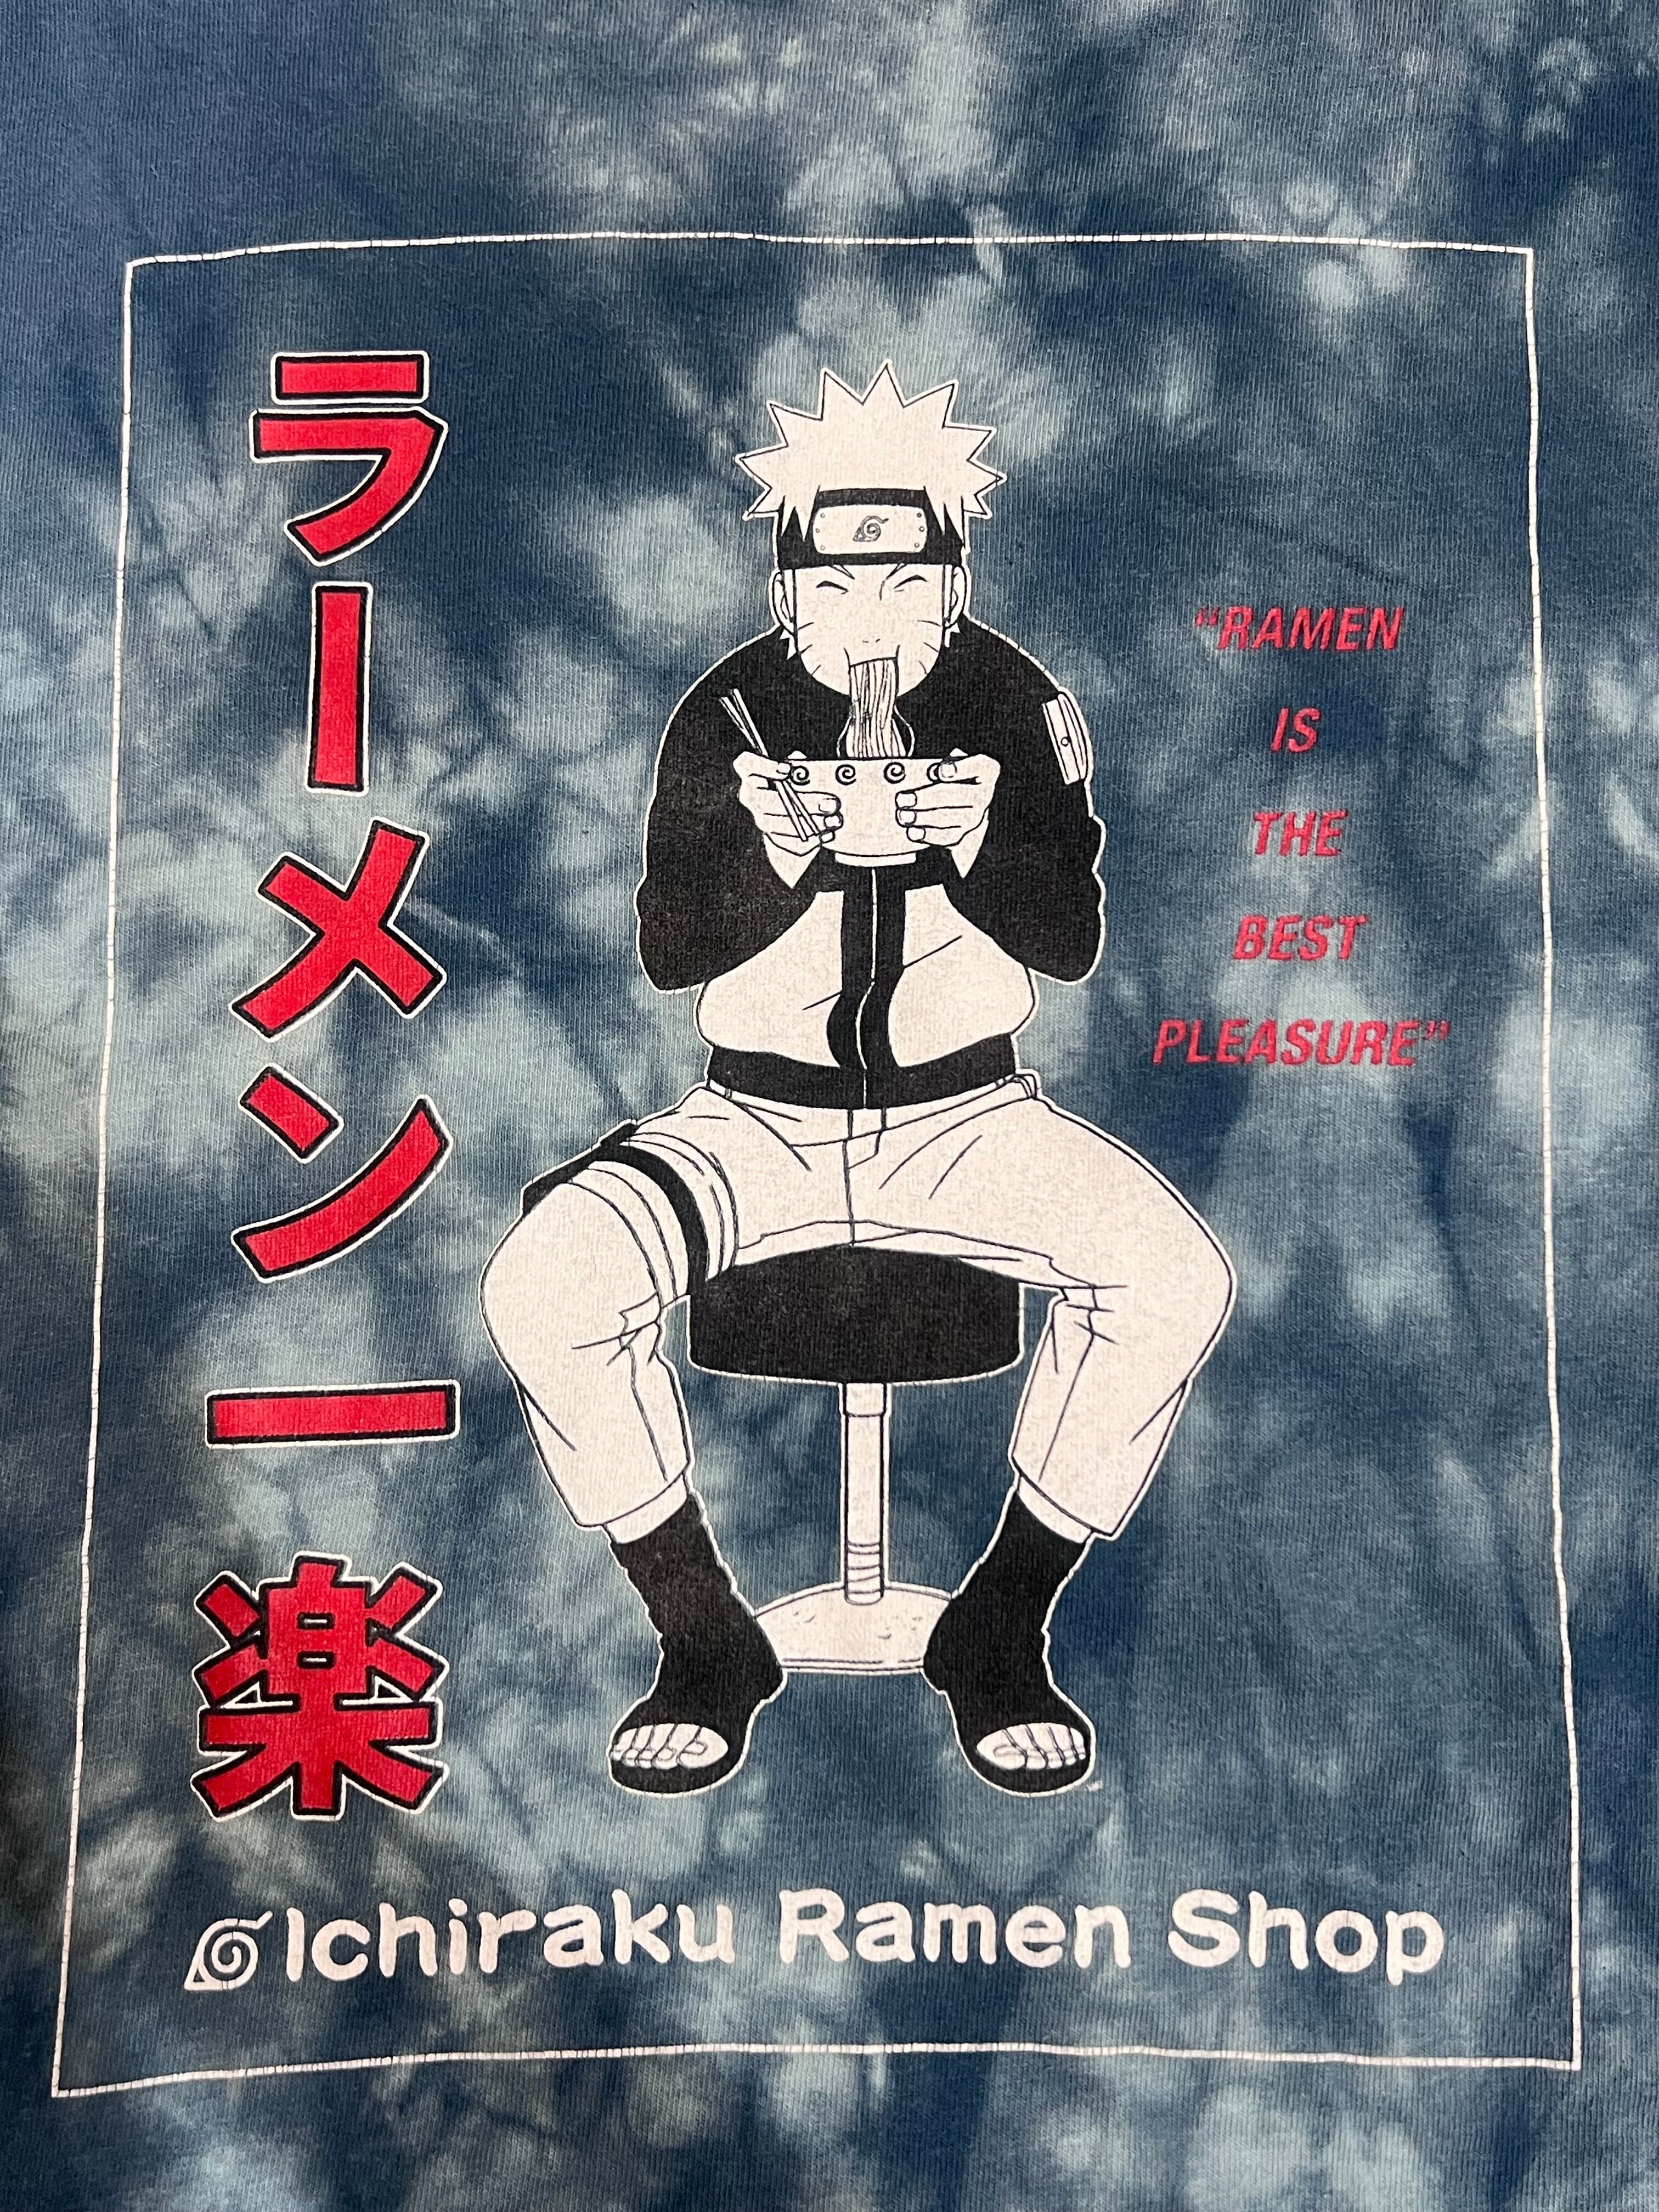 ラーメン一楽
“RAMEN
IS
THE
BEST
PLEASURE”
Ichiraku Ramen Shop